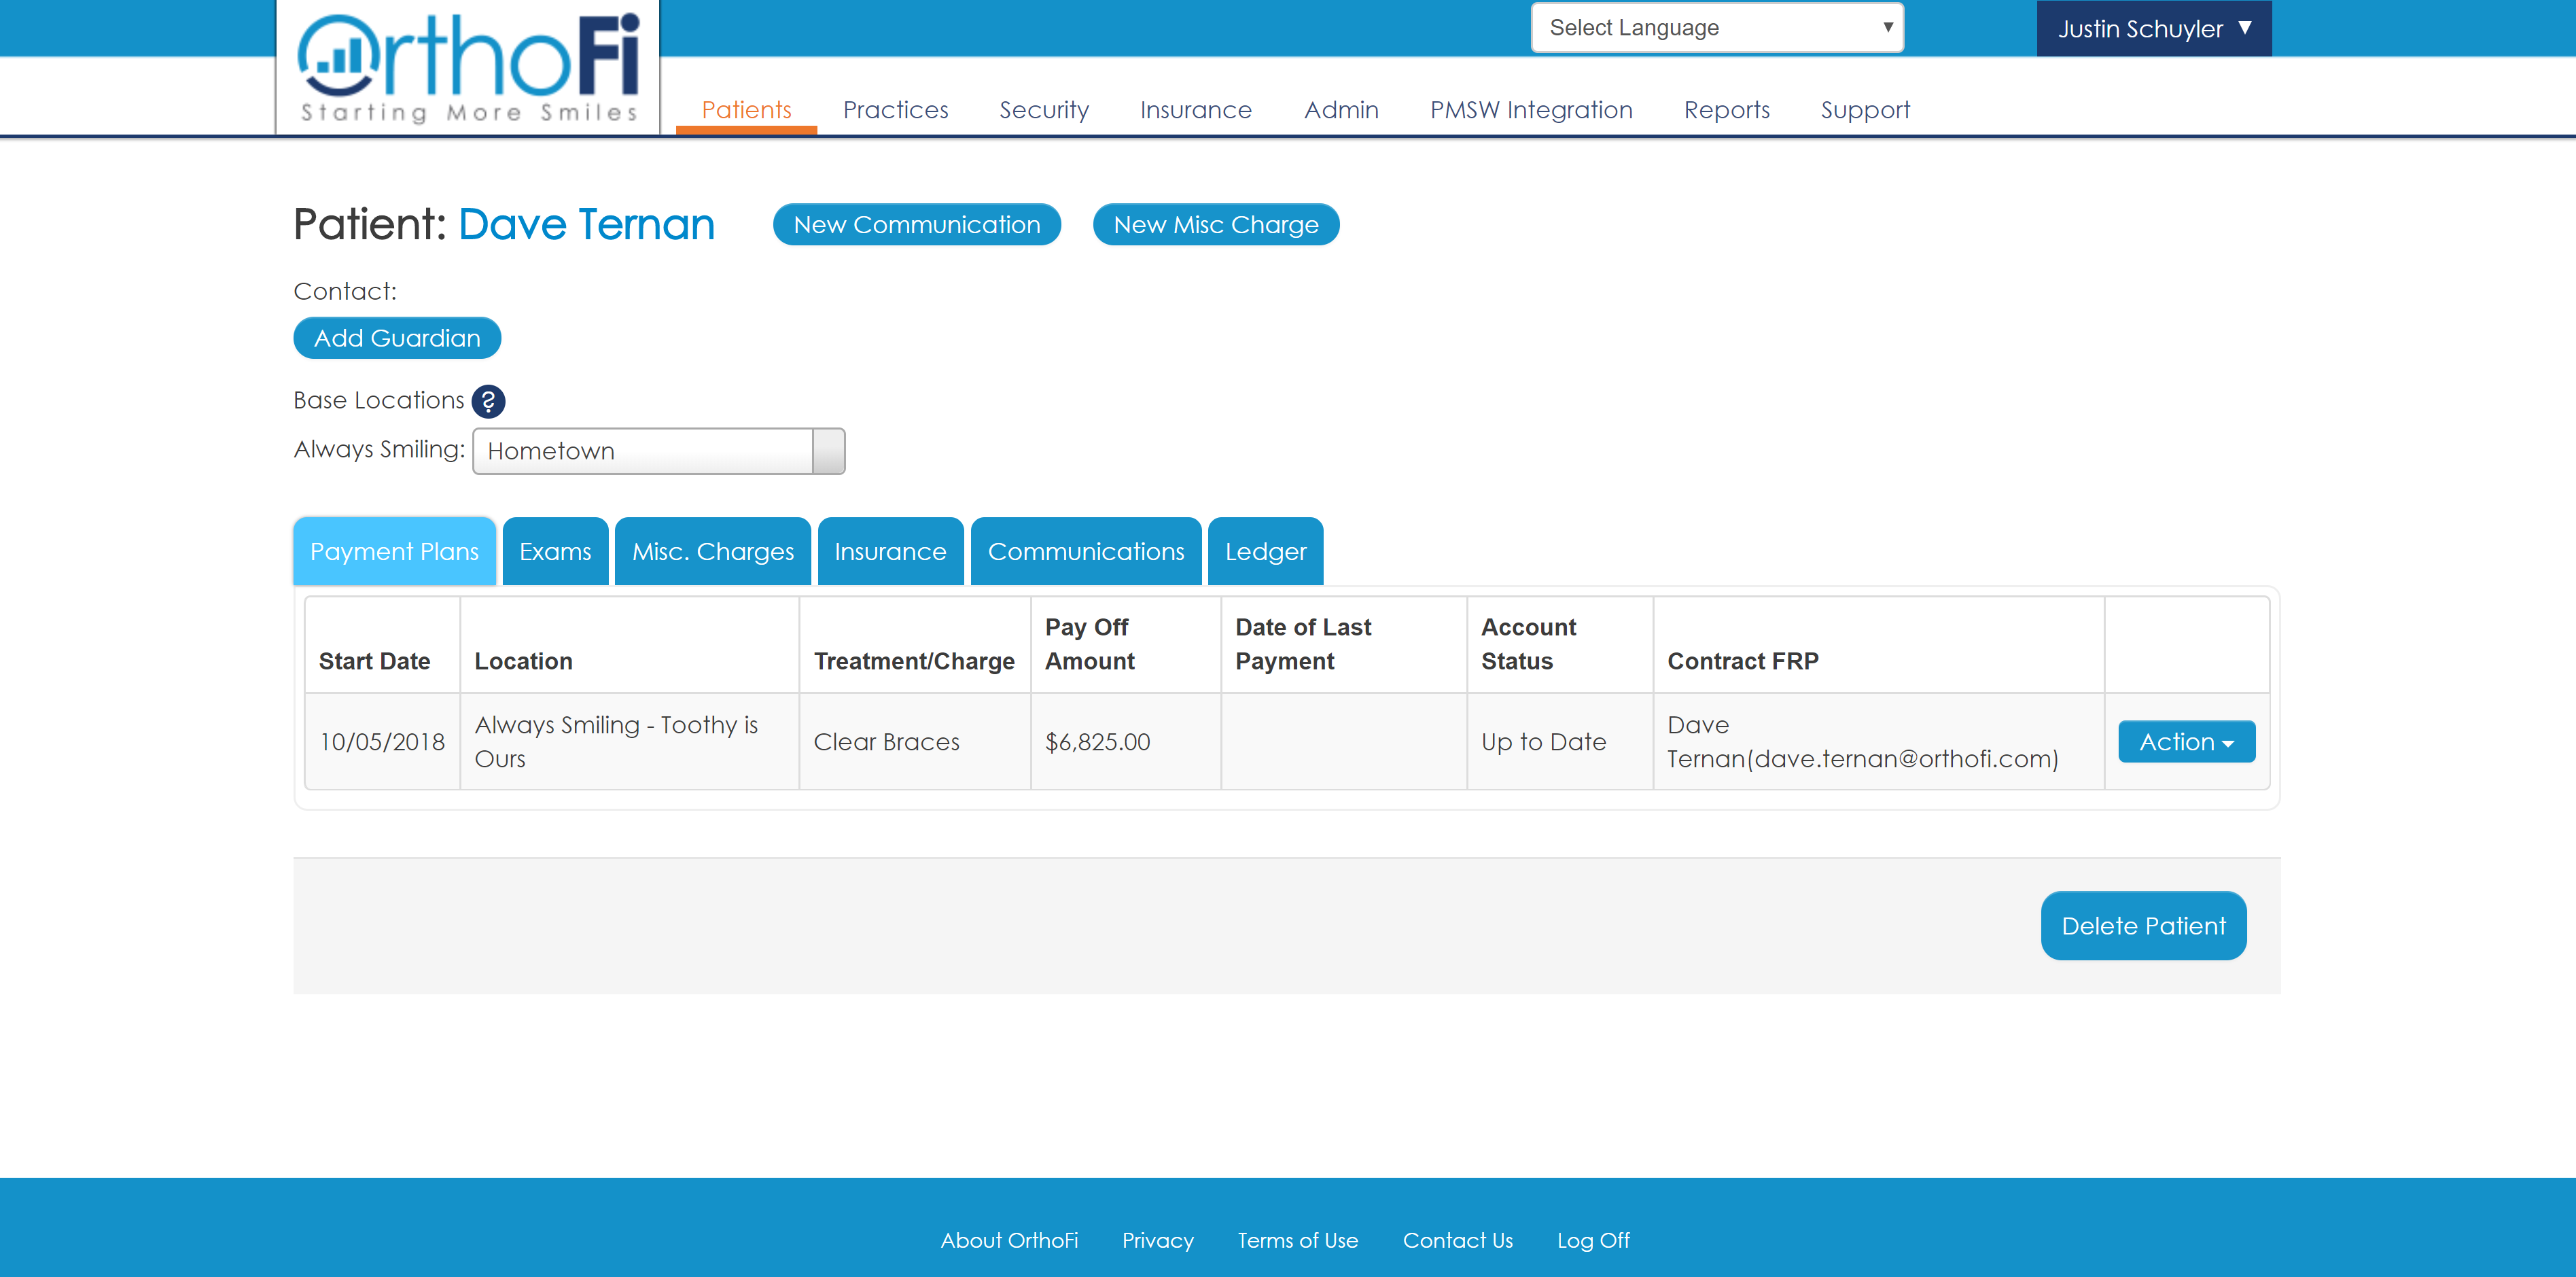 OrthoFi
Starting More Smiles
Select Language
Justin Schuyler
Patients Practices Security Insurance Admin PMSW Integration Reports Support
Patient: Dave Ternan
New Communication
New Misc Charge
Contact:
Add Guardian
Base Locations ?
Always Smiling: Hometown
Payment Plans
Exams
Misc. Charges
Insurance
Communications
Ledger
Start Date
Location
Treatment/Charge
Pay Off
Amount
Date of Last
Payment
Account
Status
Contract FRP
10/05/2018
Always Smiling - Toothy is
Ours
Clear Braces
$6,825.00
Up to Date
Dave
Ternan(dave.ternan@orthofi.com)
Action
Delete Patient
About OrthoFi Privacy Terms of Use Contact Us Log Off